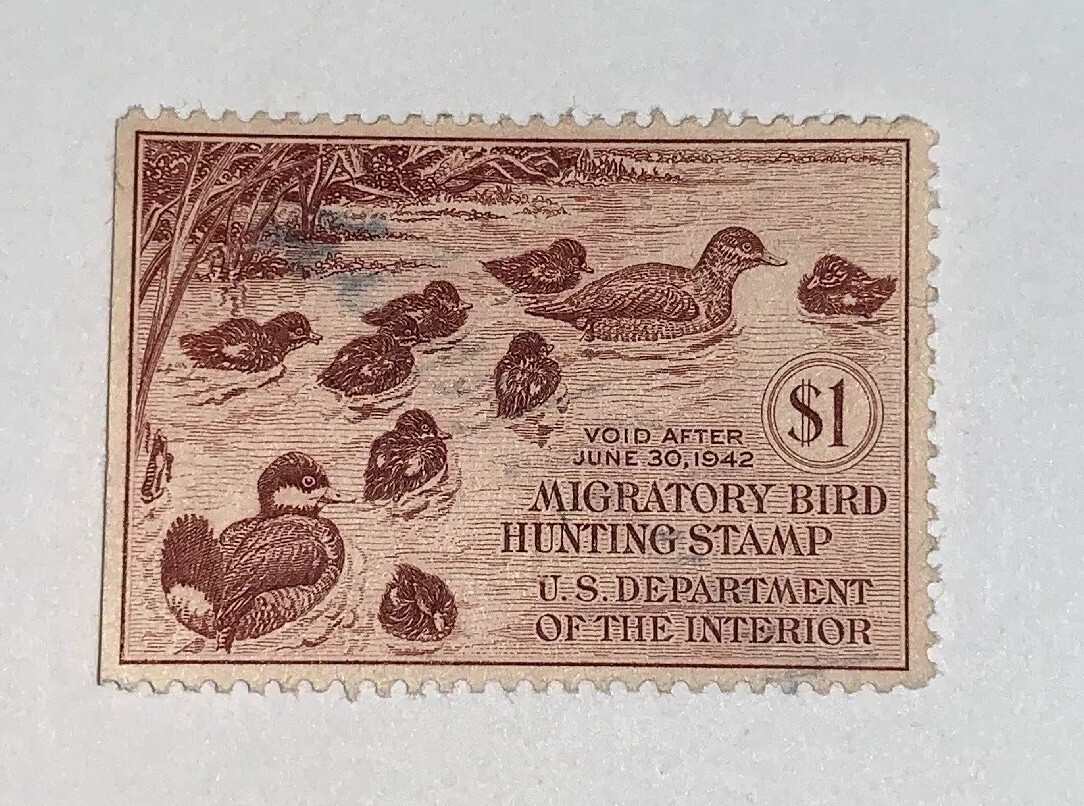 $1
VOID AFTER
JUNE 30, 1942
MIGRATORY BIRD
HUNTING STAMP
U.S. DEPARTMENT
OF THE INTERIOR